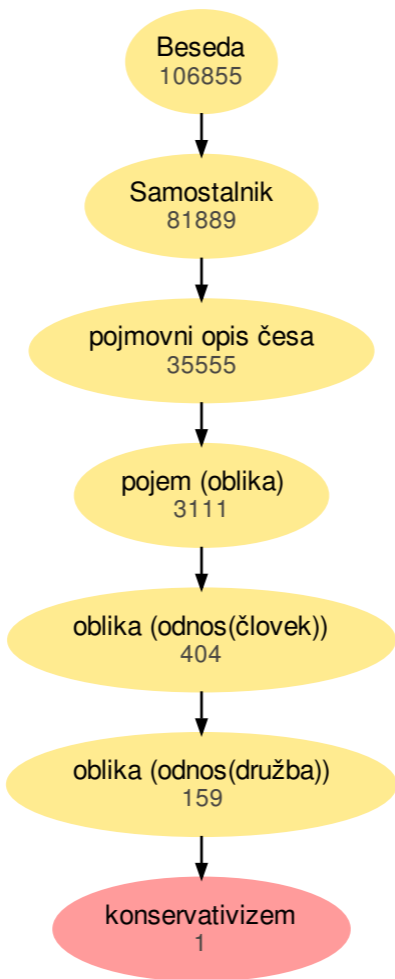 Beseda
106855
Samostalnik
81889
pojmovni opis česa
35555
pojem (oblika)
3111
oblika (odnos(človek))
404
oblika (odnos(družba))
159
konservativizem
1